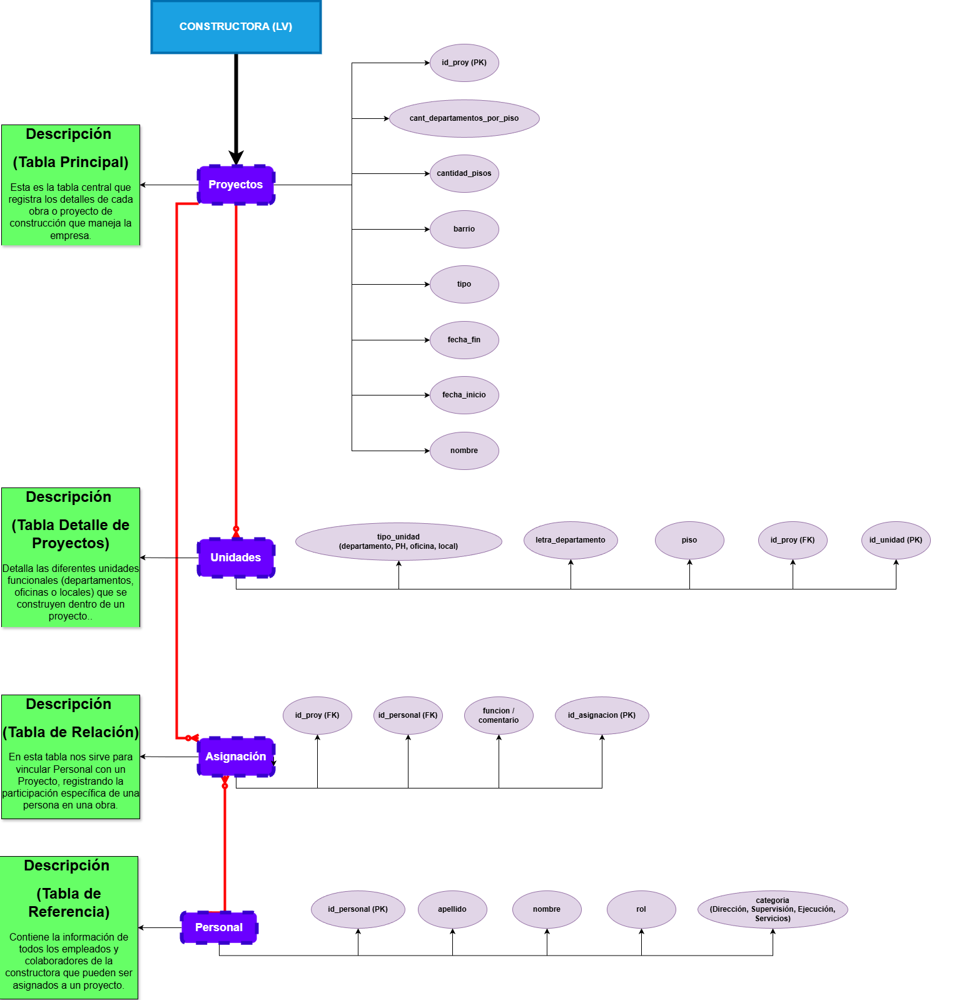 CONSTRUCTORA (LV)
id_proy (PK)
cant_departamentos_por_piso
Descripción
(Tabla Principal)
Esta es la tabla central que
registra los detalles de cada
obra o proyecto de
construcción que maneja la
empresa.
Proyectos
cantidad_pisos
barrio
tipo
fecha_fin
fecha_inicio
nombre
Descripción
(Tabla Detalle de
Proyectos)
Detalla las diferentes unidades
funcionales (departamentos,
oficinas o locales) que se
construyen dentro de un
proyecto..
Unidades
tipo_unidad
(departamento, PH, oficina, local)
letra_departamento
piso
id_proy (FK)
id_unidad (PK)
Descripción
(Tabla de Relación)
En esta tabla nos sirve para
vincular Personal con un
Proyecto, registrando la
participación específica de una
persona en una obra.
Asignación
id_proy (FK)
id_personal (FK)
funcion /
comentario
id_asignacion (PK)
Descripción
(Tabla de
Referencia)
Contiene la información de
todos los empleados y
colaboradores de la
constructora que pueden ser
asignados a un proyecto.
Personal
id_personal (PK)
apellido
nombre
rol
categoria
(Dirección, Supervisión, Ejecución,
Servicios)